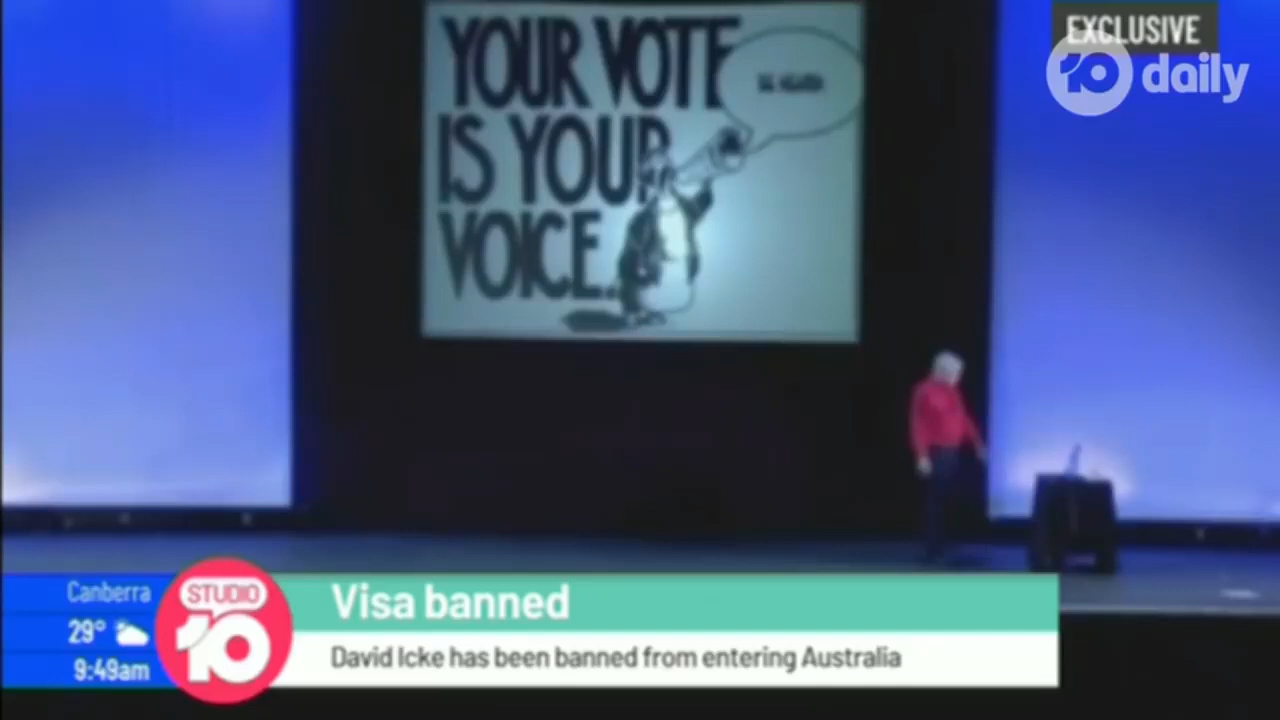 YOUR VOTE
IS YOUR
VOICE...
EXCLUSIVE
10 daily
Canberra
29°
9:49am
STUDIO
10
Visa banned
David Icke has been banned from entering Australia